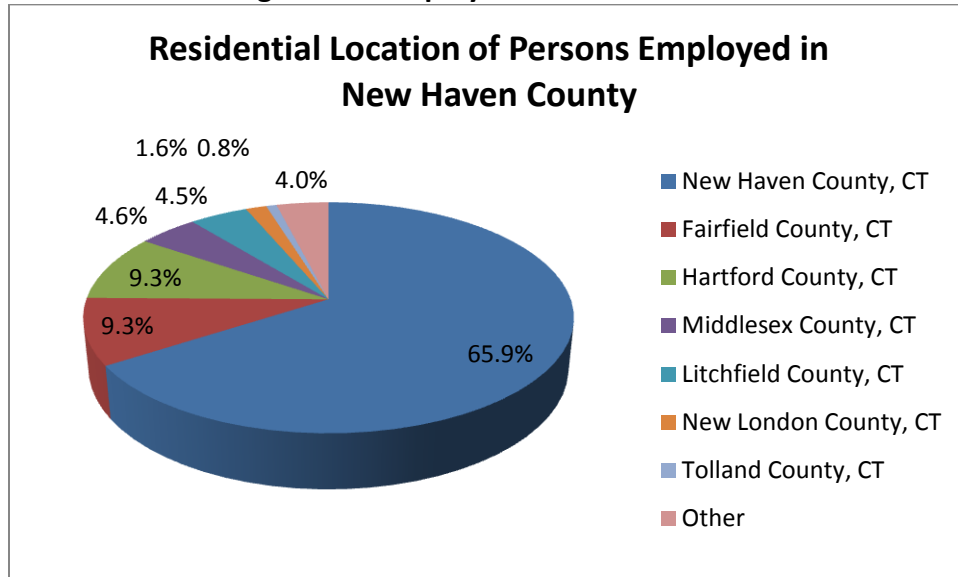 Residential Location of Persons Employed in
New Haven County
1.6% 0.8%
4.0%
4.5%
4.6%
9.3%
9.3%
65.9%
New Haven County, CT
Fairfield County, CT
Hartford County, CT
Middlesex County, CT
Litchfield County, CT
New London County, CT
Tolland County, CT
Other